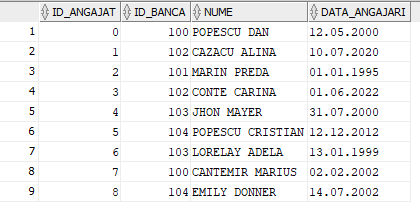 ID_ANGAJAT ID_BANCA NUME DATA_ANGAJARI
1 0 100 POPESCU DAN 12.05.2000
2 1 102 CAZACU ALINA 10.07.2020
3 2 101 MARIN PREDA 01.01.1995
4 3 102 CONTE CARINA 01.06.2022
5 4 103 JHON MAYER 31.07.2000
6 5 104 POPESCU CRISTIAN 12.12.2012
7 6 103 LORELAY ADELA 13.01.1999
8 7 100 CANTEMIR MARIUS 02.02.2002
9 8 104 EMILY DONNER 14.07.2002